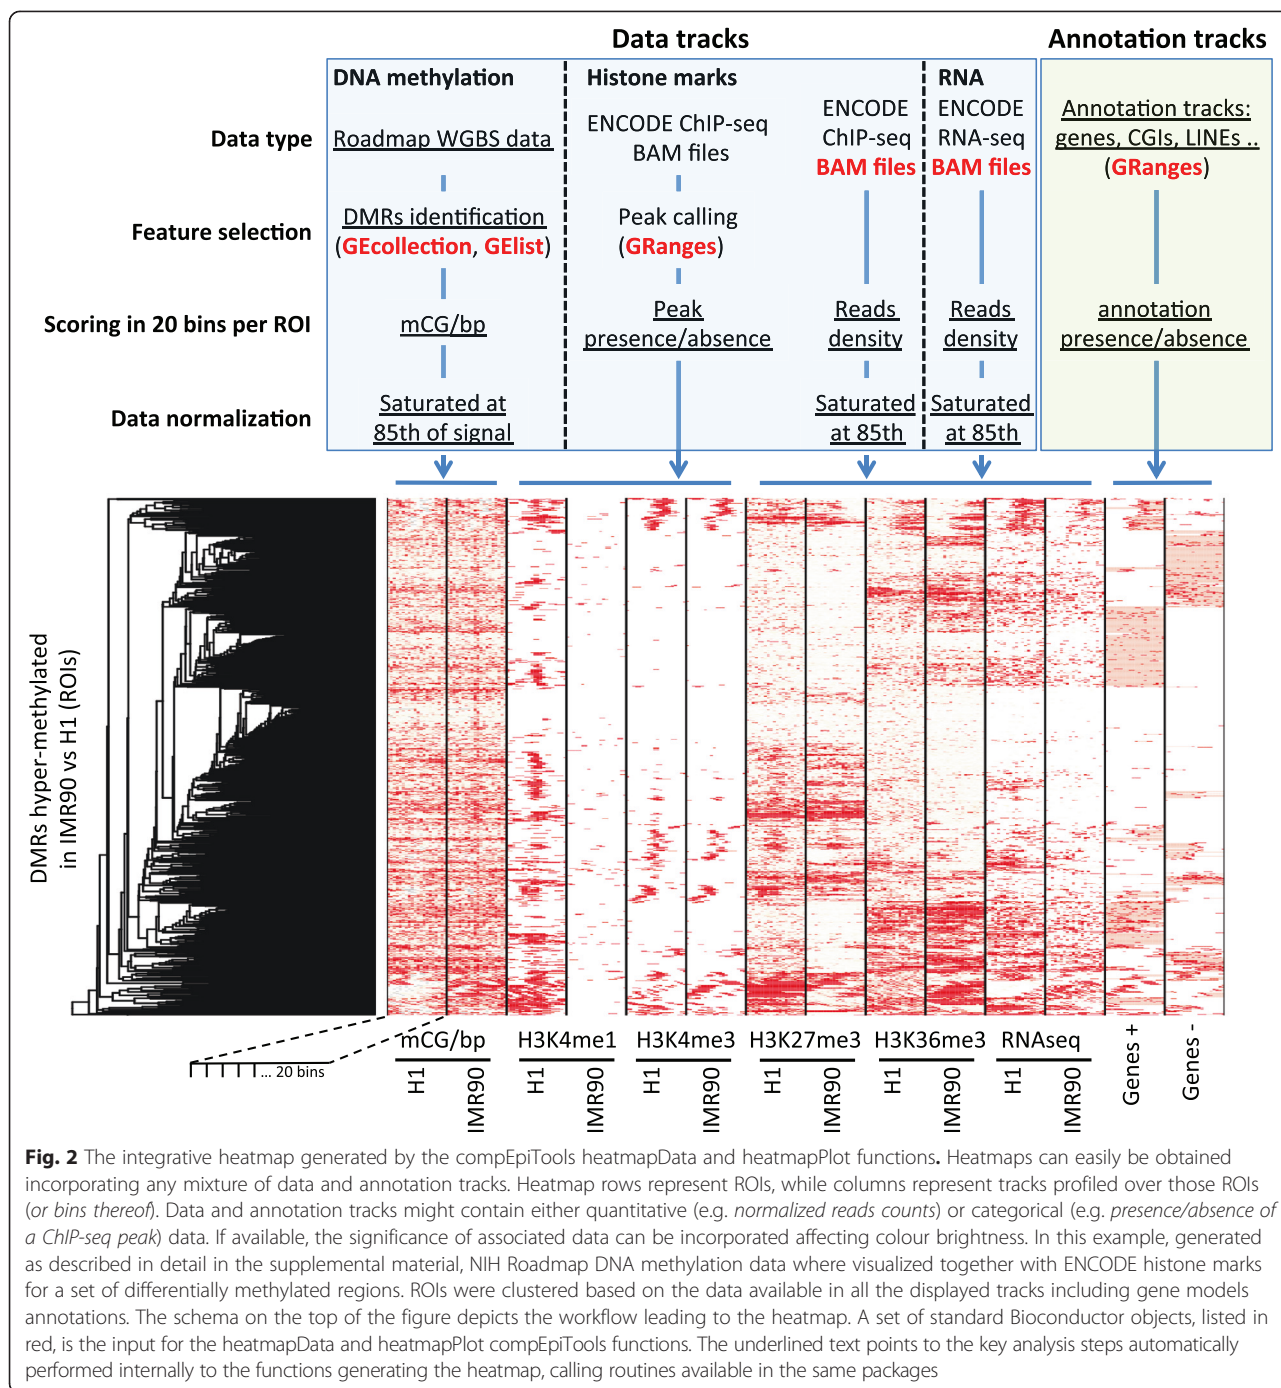 Data tracks
Annotation tracks
DNA methylation
Histone marks
RNA
Data type
Roadmap WGBS data
ENCODE ChIP-seq
BAM files
ENCODE
ChIP-seq
BAM files
ENCODE
RNA-seq
BAM files
Annotation tracks:
genes, CGIs, LINEs ..
(GRanges)
Feature selection
DMRs identification
(GEcollection, GElist)
Peak calling
(GRanges)
Scoring in 20 bins per ROI
mCG/bp
Peak
presence/absence
Reads
density
Reads
density
annotation
presence/absence
Data normalization
Saturated at
85th of signal
Saturated
at 85th
Saturated
at 85th
DMRs hyper-methylated
in IMR90 vs H1 (ROIs)
... 20 bins
mCG/bp
H3K4me1
H3K4me3
H3K27me3
H3K36me3
RNAseq
H1
IMR90
H1
IMR90
H1
IMR90
H1
IMR90
H1
IMR90
H1
IMR90
Genes +
Genes -
Fig. 2 The integrative heatmap generated by the compEpiTools heatmapData and heatmapPlot functions. Heatmaps can easily be obtained
incorporating any mixture of data and annotation tracks. Heatmap rows represent ROIs, while columns represent tracks profiled over those ROIs
(or bins thereof). Data and annotation tracks might contain either quantitative (e.g. normalized reads counts) or categorical (e.g. presence/absence of
a ChIP-seq peak) data. If available, the significance of associated data can be incorporated affecting colour brightness. In this example, generated
as described in detail in the supplemental material, NIH Roadmap DNA methylation data where visualized together with ENCODE histone marks
for a set of differentially methylated regions. ROIs were clustered based on the data available in all the displayed tracks including gene models
annotations. The schema on the top of the figure depicts the workflow leading to the heatmap. A set of standard Bioconductor objects, listed in
red, is the input for the heatmapData and heatmapPlot compEpiTools functions. The underlined text points to the key analysis steps automatically
performed internally to the functions generating the heatmap, calling routines available in the same packages